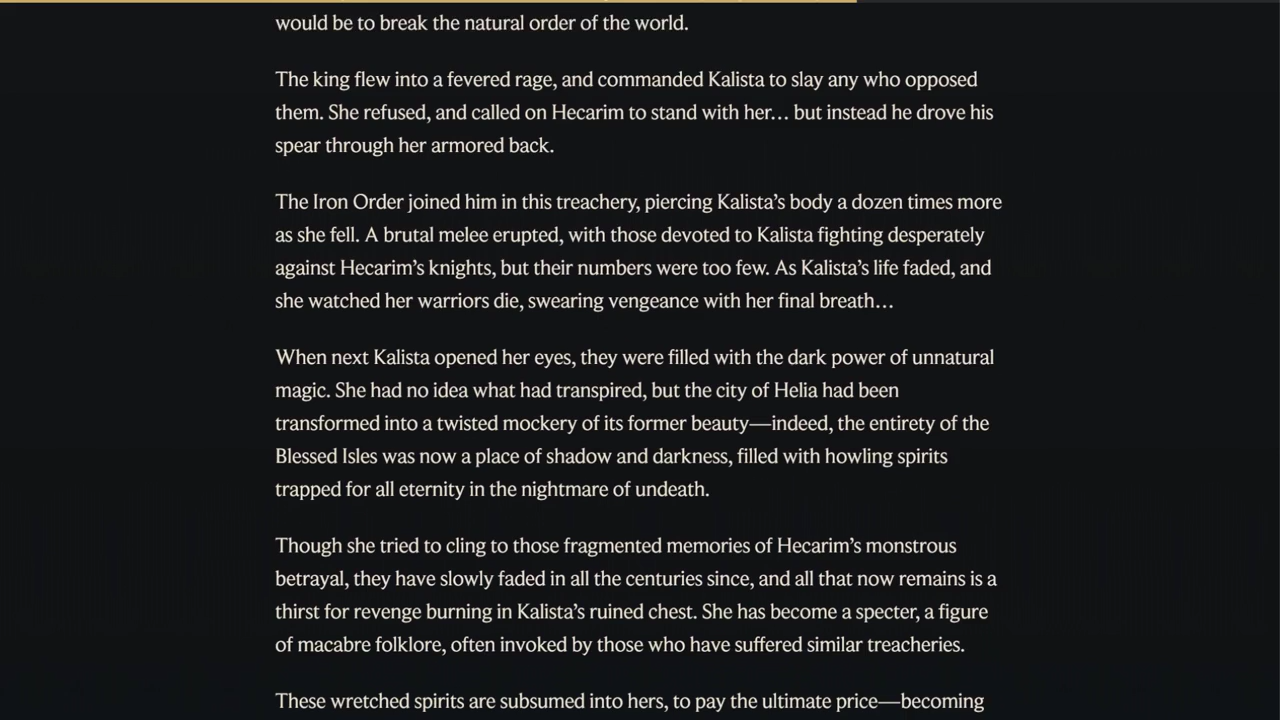 would be to break the natural order of the world.
The king flew into a fevered rage, and commanded Kalista to slay any who opposed
them. She refused, and called on Hecarim to stand with her… but instead he drove his
spear through her armored back.
The Iron Order joined him in this treachery, piercing Kalista’s body a dozen times more
as she fell. A brutal melee erupted, with those devoted to Kalista fighting desperately
against Hecarim’s knights, but their numbers were too few. As Kalista’s life faded, and
she watched her warriors die, swearing vengeance with her final breath…
When next Kalista opened her eyes, they were filled with the dark power of unnatural
magic. She had no idea what had transpired, but the city of Helia had been
transformed into a twisted mockery of its former beauty—indeed, the entirety of the
Blessed Isles was now a place of shadow and darkness, filled with howling spirits
trapped for all eternity in the nightmare of undeath.
Though she tried to cling to those fragmented memories of Hecarim’s monstrous
betrayal, they have slowly faded in all the centuries since, and all that now remains is a
thirst for revenge burning in Kalista’s ruined chest. She has become a specter, a figure
of macabre folklore, often invoked by those who have suffered similar treacheries.
These wretched spirits are subsumed into hers, to pay the ultimate price—becoming